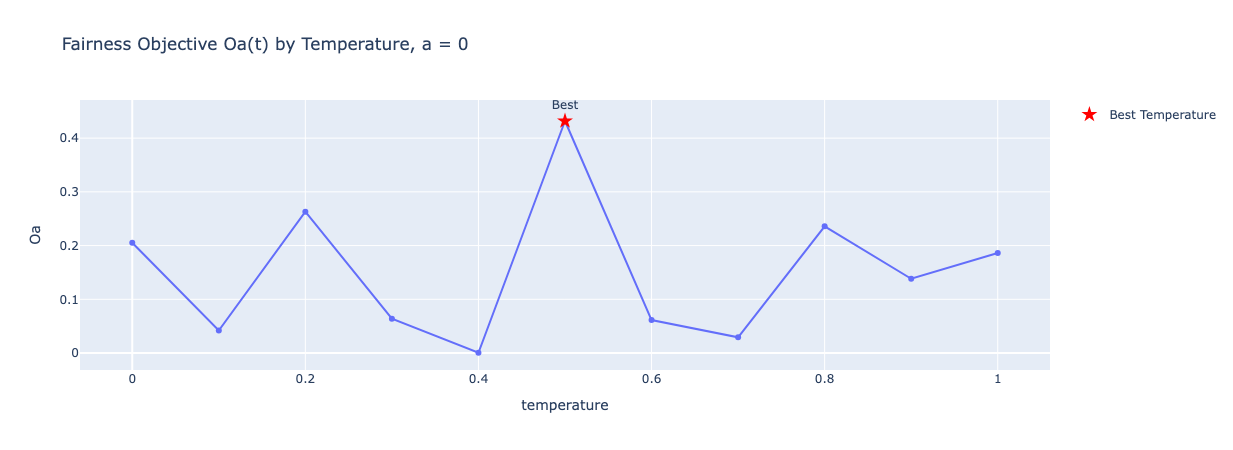 Fairness Objective Oa(t) by Temperature, a = 0
Best
Best Temperature
0.4
0.3
0.2
0.1
0
Oa
0
0.2
0.4
0.6
0.8
1
temperature